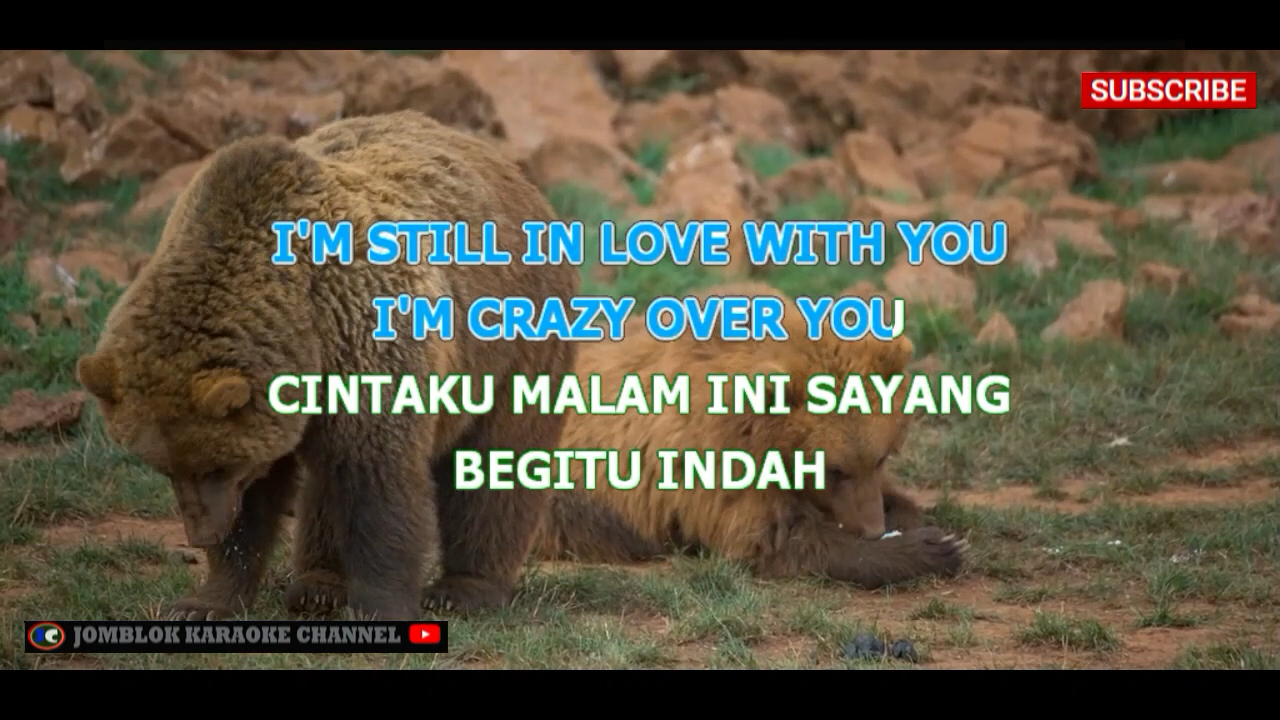 SUBSCRIBE
I'M STILL IN LOVE WITH YOU
I'M CRAZY OVER YOU
CINTAKU MALAM INI SAYANG
BEGITU INDAH
JOMBLOK KARAOKE CHANNEL